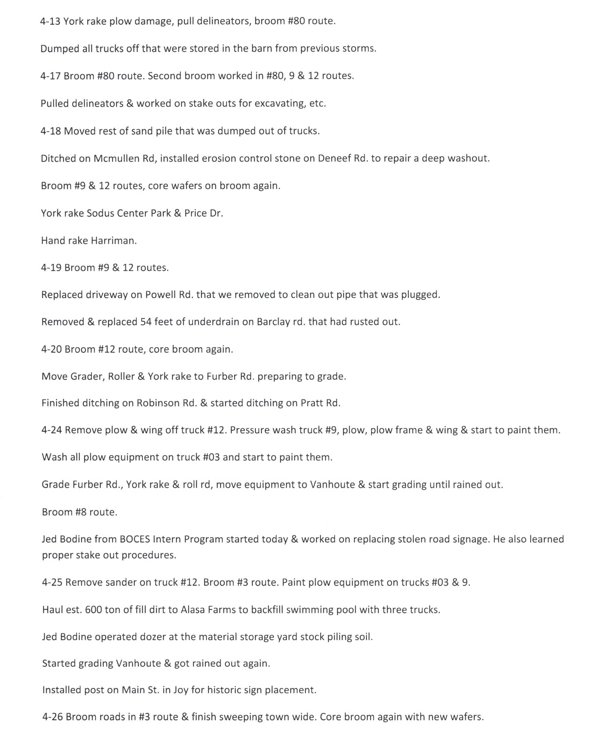 4-13 York rake plow damage, pull delineators, broom #80 route.
Dumped all trucks off that were stored in the barn from previous storms.
4-17 Broom #80 route. Second broom worked in #80, 9 & 12 routes.
Pulled delineators & worked on stake outs for excavating, etc.
4-18 Moved rest of sand pile that was dumped out of trucks.
Ditched on Mcmullen Rd, installed erosion control stone on Deneef Rd. to repair a deep washout.
Broom #9 & 12 routes, core wafers on broom again.
York rake Sodus Center Park & Price Dr.
Hand rake Harriman.
4-19 Broom #9 & 12 routes.
Replaced driveway on Powell Rd. that we removed to clean out pipe that was plugged.
Removed & replaced 54 feet of underdrain on Barclay rd. that had rusted out.
4-20 Broom #12 route, core broom again.
Move Grader, Roller & York rake to Furber Rd. preparing to grade.
Finished ditching on Robinson Rd. & started ditching on Pratt Rd.
4-24 Remove plow & wing off truck #12. Pressure wash truck #9, plow, plow frame & wing & start to paint them.
Wash all plow equipment on truck #03 and start to paint them.
Grade Furber Rd., York rake & roll rd, move equipment to Vanhoute & start grading until rained out.
Broom #8 route.
Jed Bodine from BOCES Intern Program started today & worked on replacing stolen road signage. He also learned
proper stake out procedures.
4-25 Remove sander on truck #12. Broom #3 route. Paint plow equipment on trucks #03 & 9.
Haul est. 600 ton of fill dirt to Alasa Farms to backfill swimming pool with three trucks.
Jed Bodine operated dozer at the material storage yard stock piling soil.
Started grading Vanhoute & got rained out again.
Installed post on Main St. in Joy for historic sign placement.
4-26 Broom roads in #3 route & finish sweeping town wide. Core broom again with new wafers.